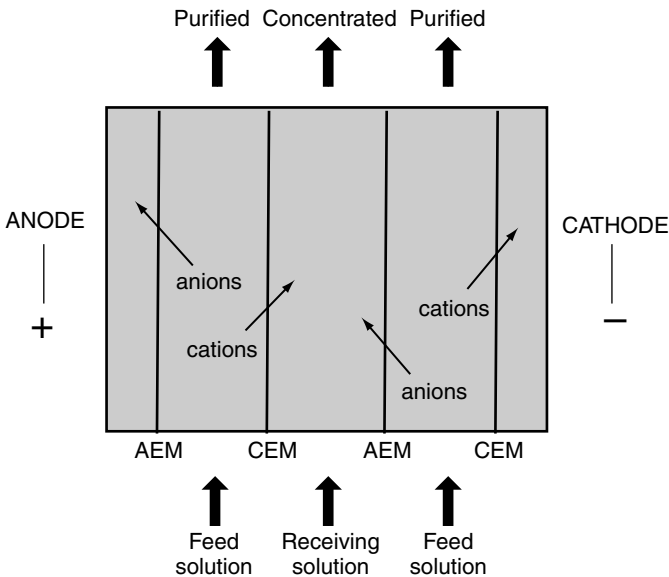 Purified Concentrated Purified
ANODE
CATHODE
anions
cations
cations
anions
+
−
AEM CEM AEM CEM
Feed solution
Receiving solution
Feed solution